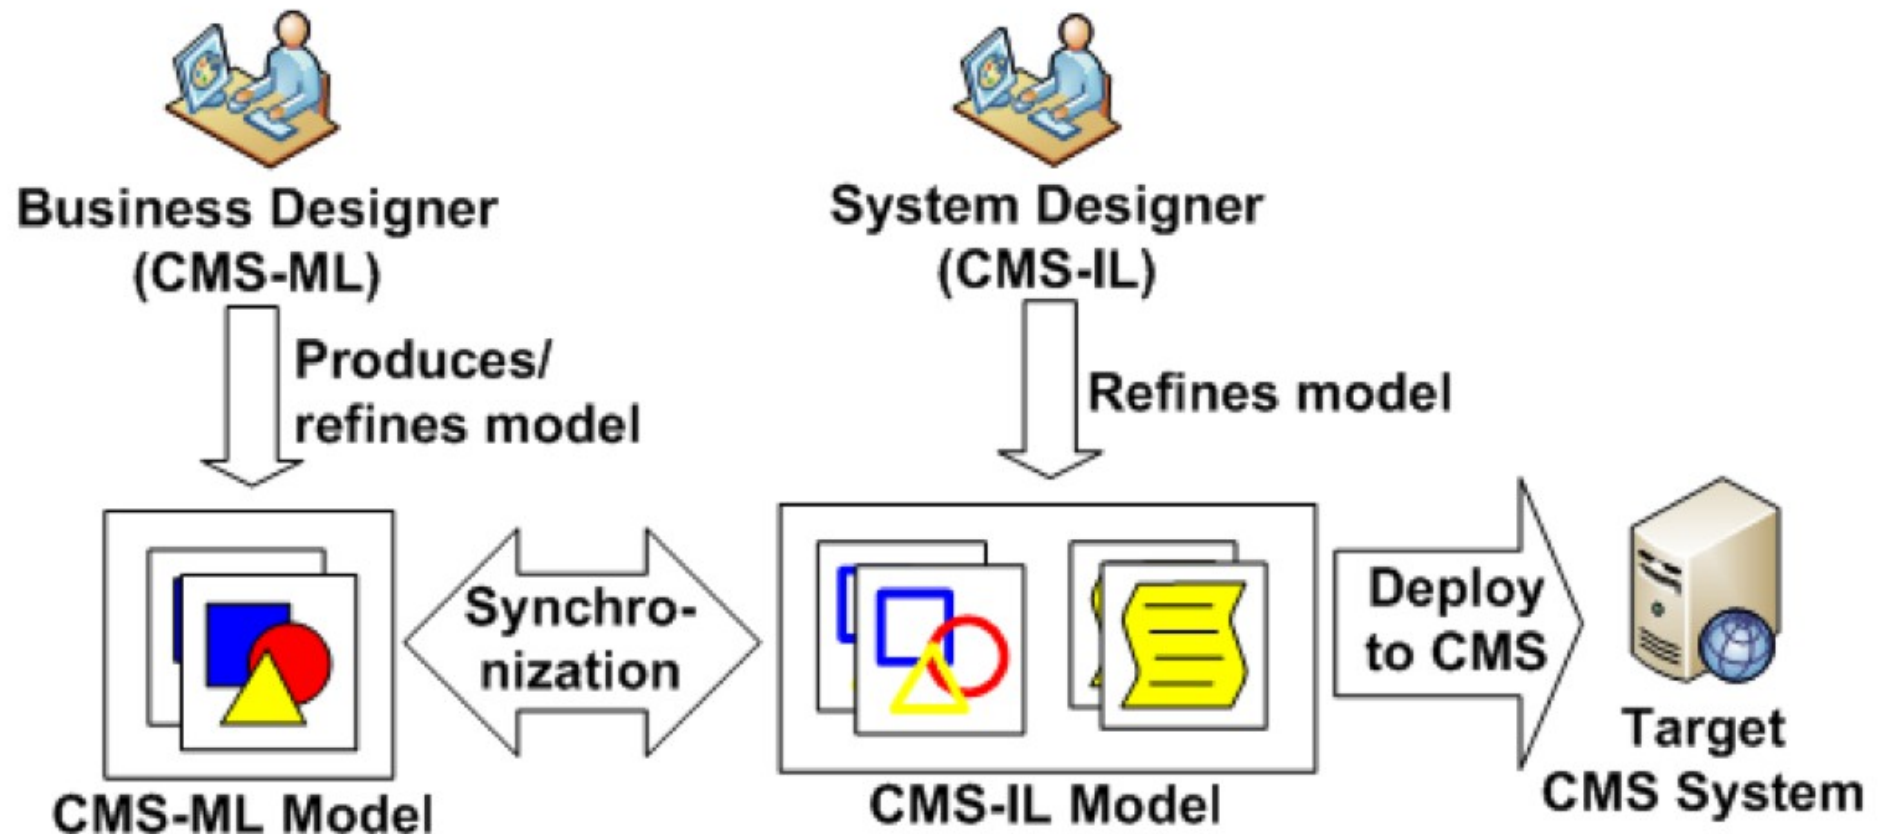 Business Designer
(CMS-ML)
System Designer
(CMS-IL)
Produces/
refines model
Refines model
Synchro-
nization
Deploy
to CMS
CMS-ML Model
CMS-IL Model
Target
CMS System